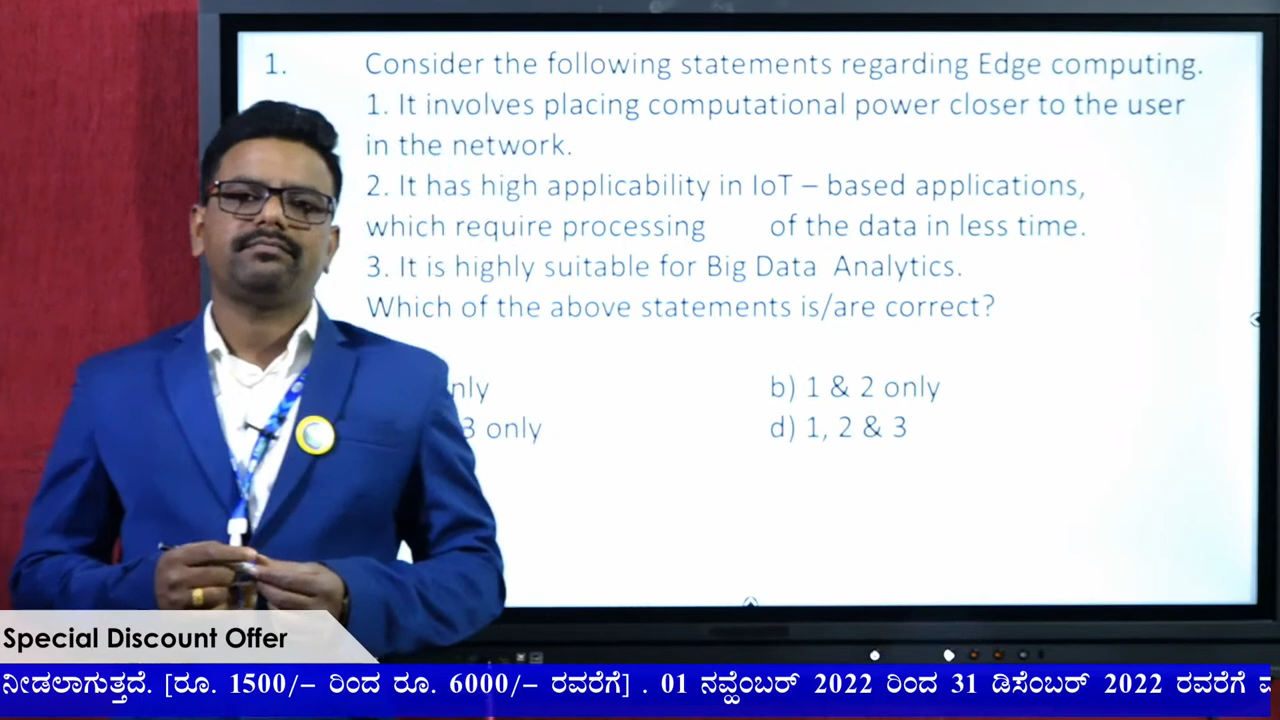 1. Consider the following statements regarding Edge computing.
1. It involves placing computational power closer to the user
in the network.
2. It has high applicability in IoT – based applications,
which require processing of the data in less time.
3. It is highly suitable for Big Data Analytics.
Which of the above statements is/are correct?
b) 1 & 2 only
3 only
d) 1, 2 & 3
Special Discount Offer
ನೀಡಲಾಗುತ್ತದೆ. [ರೂ. 1500/– ರಿಂದ ರೂ. 6000/– ರವರೆಗೆ] . 01 ನವ್ಹೆಂಬರ್ 2022 ರಿಂದ 31 ಡಿಸೆಂಬರ್ 2022 ರವರೆಗೆ